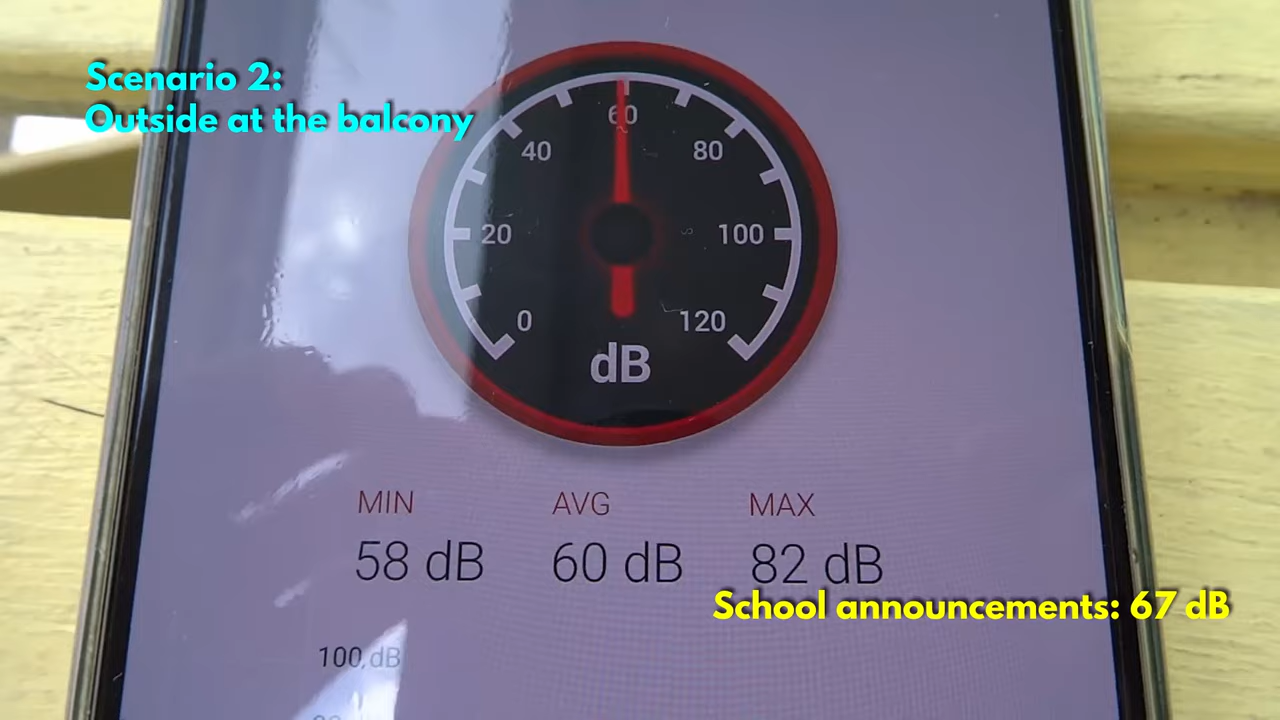 Scenario 2:
Outside at the balcony
60
40
80
20
100
0
120
dB
MIN
AVG
MAX
58 dB
60 dB
82 dB
School announcements: 67 dB
100 dB